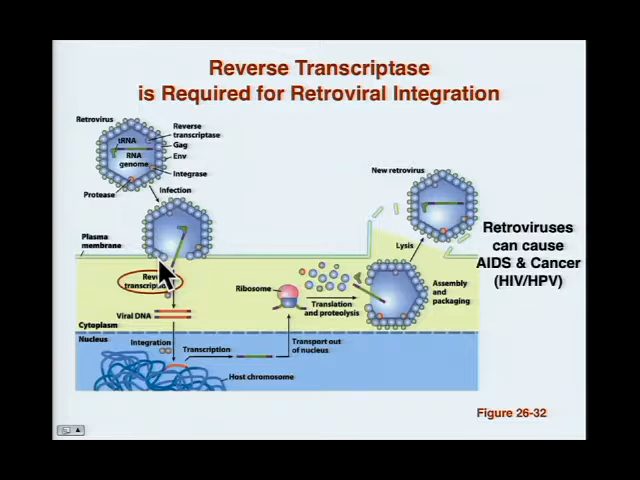 Reverse Transcriptase
is Required for Retroviral Integration
Retrovirus
tRNA
RNA
genome
Reverse
transcriptase
Gag
Env
Integrase
Protease
Infection
New retrovirus
Retroviruses
can cause
AIDS & Cancer
(HIV/HPV)
Plasma
membrane
Lysis
Ribosome
Translation
and proteolysis
Assembly
and
packaging
Viral DNA
Cytoplasm
Nucleus
Integration
Transcription
Transport out
of nucleus
Host chromosome
Figure 26-32